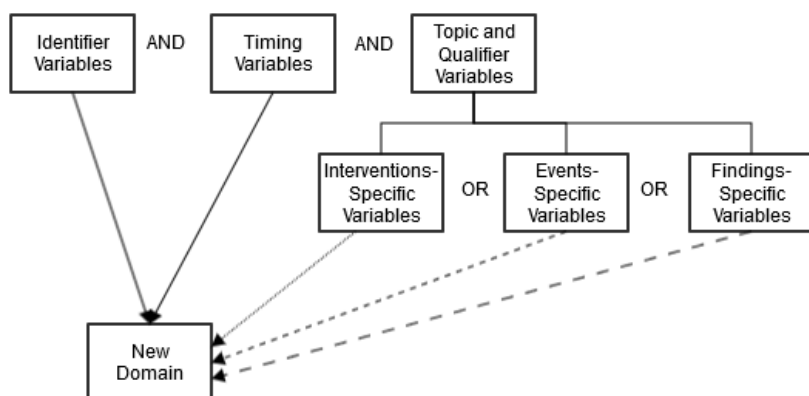 Identifier
Variables
AND
Timing
Variables
AND
Topic and
Qualifier
Variables
Interventions-
Specific
Variables
OR
Events-
Specific
Variables
OR
Findings-
Specific
Variables
New
Domain